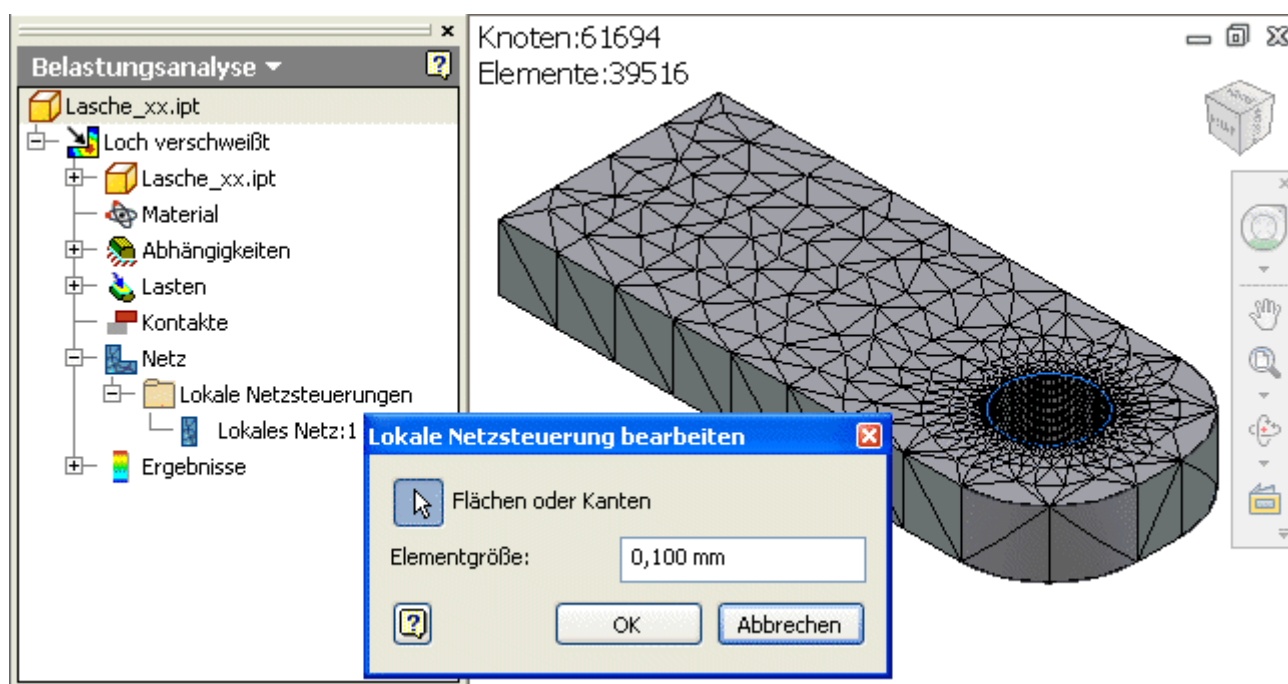 Belastungsanalyse
Lasche_xx.ipt
Loch verschweißt
Lasche_xx.ipt
Material
Abhängigkeiten
Lasten
Kontakte
Netz
Lokale Netzsteuerungen
Lokales Netz:1
Ergebnisse
Knoten:61694
Elemente:39516
Lokale Netzsteuerung bearbeiten
Flächen oder Kanten
Elementgröße:
0,100 mm
OK
Abbrechen